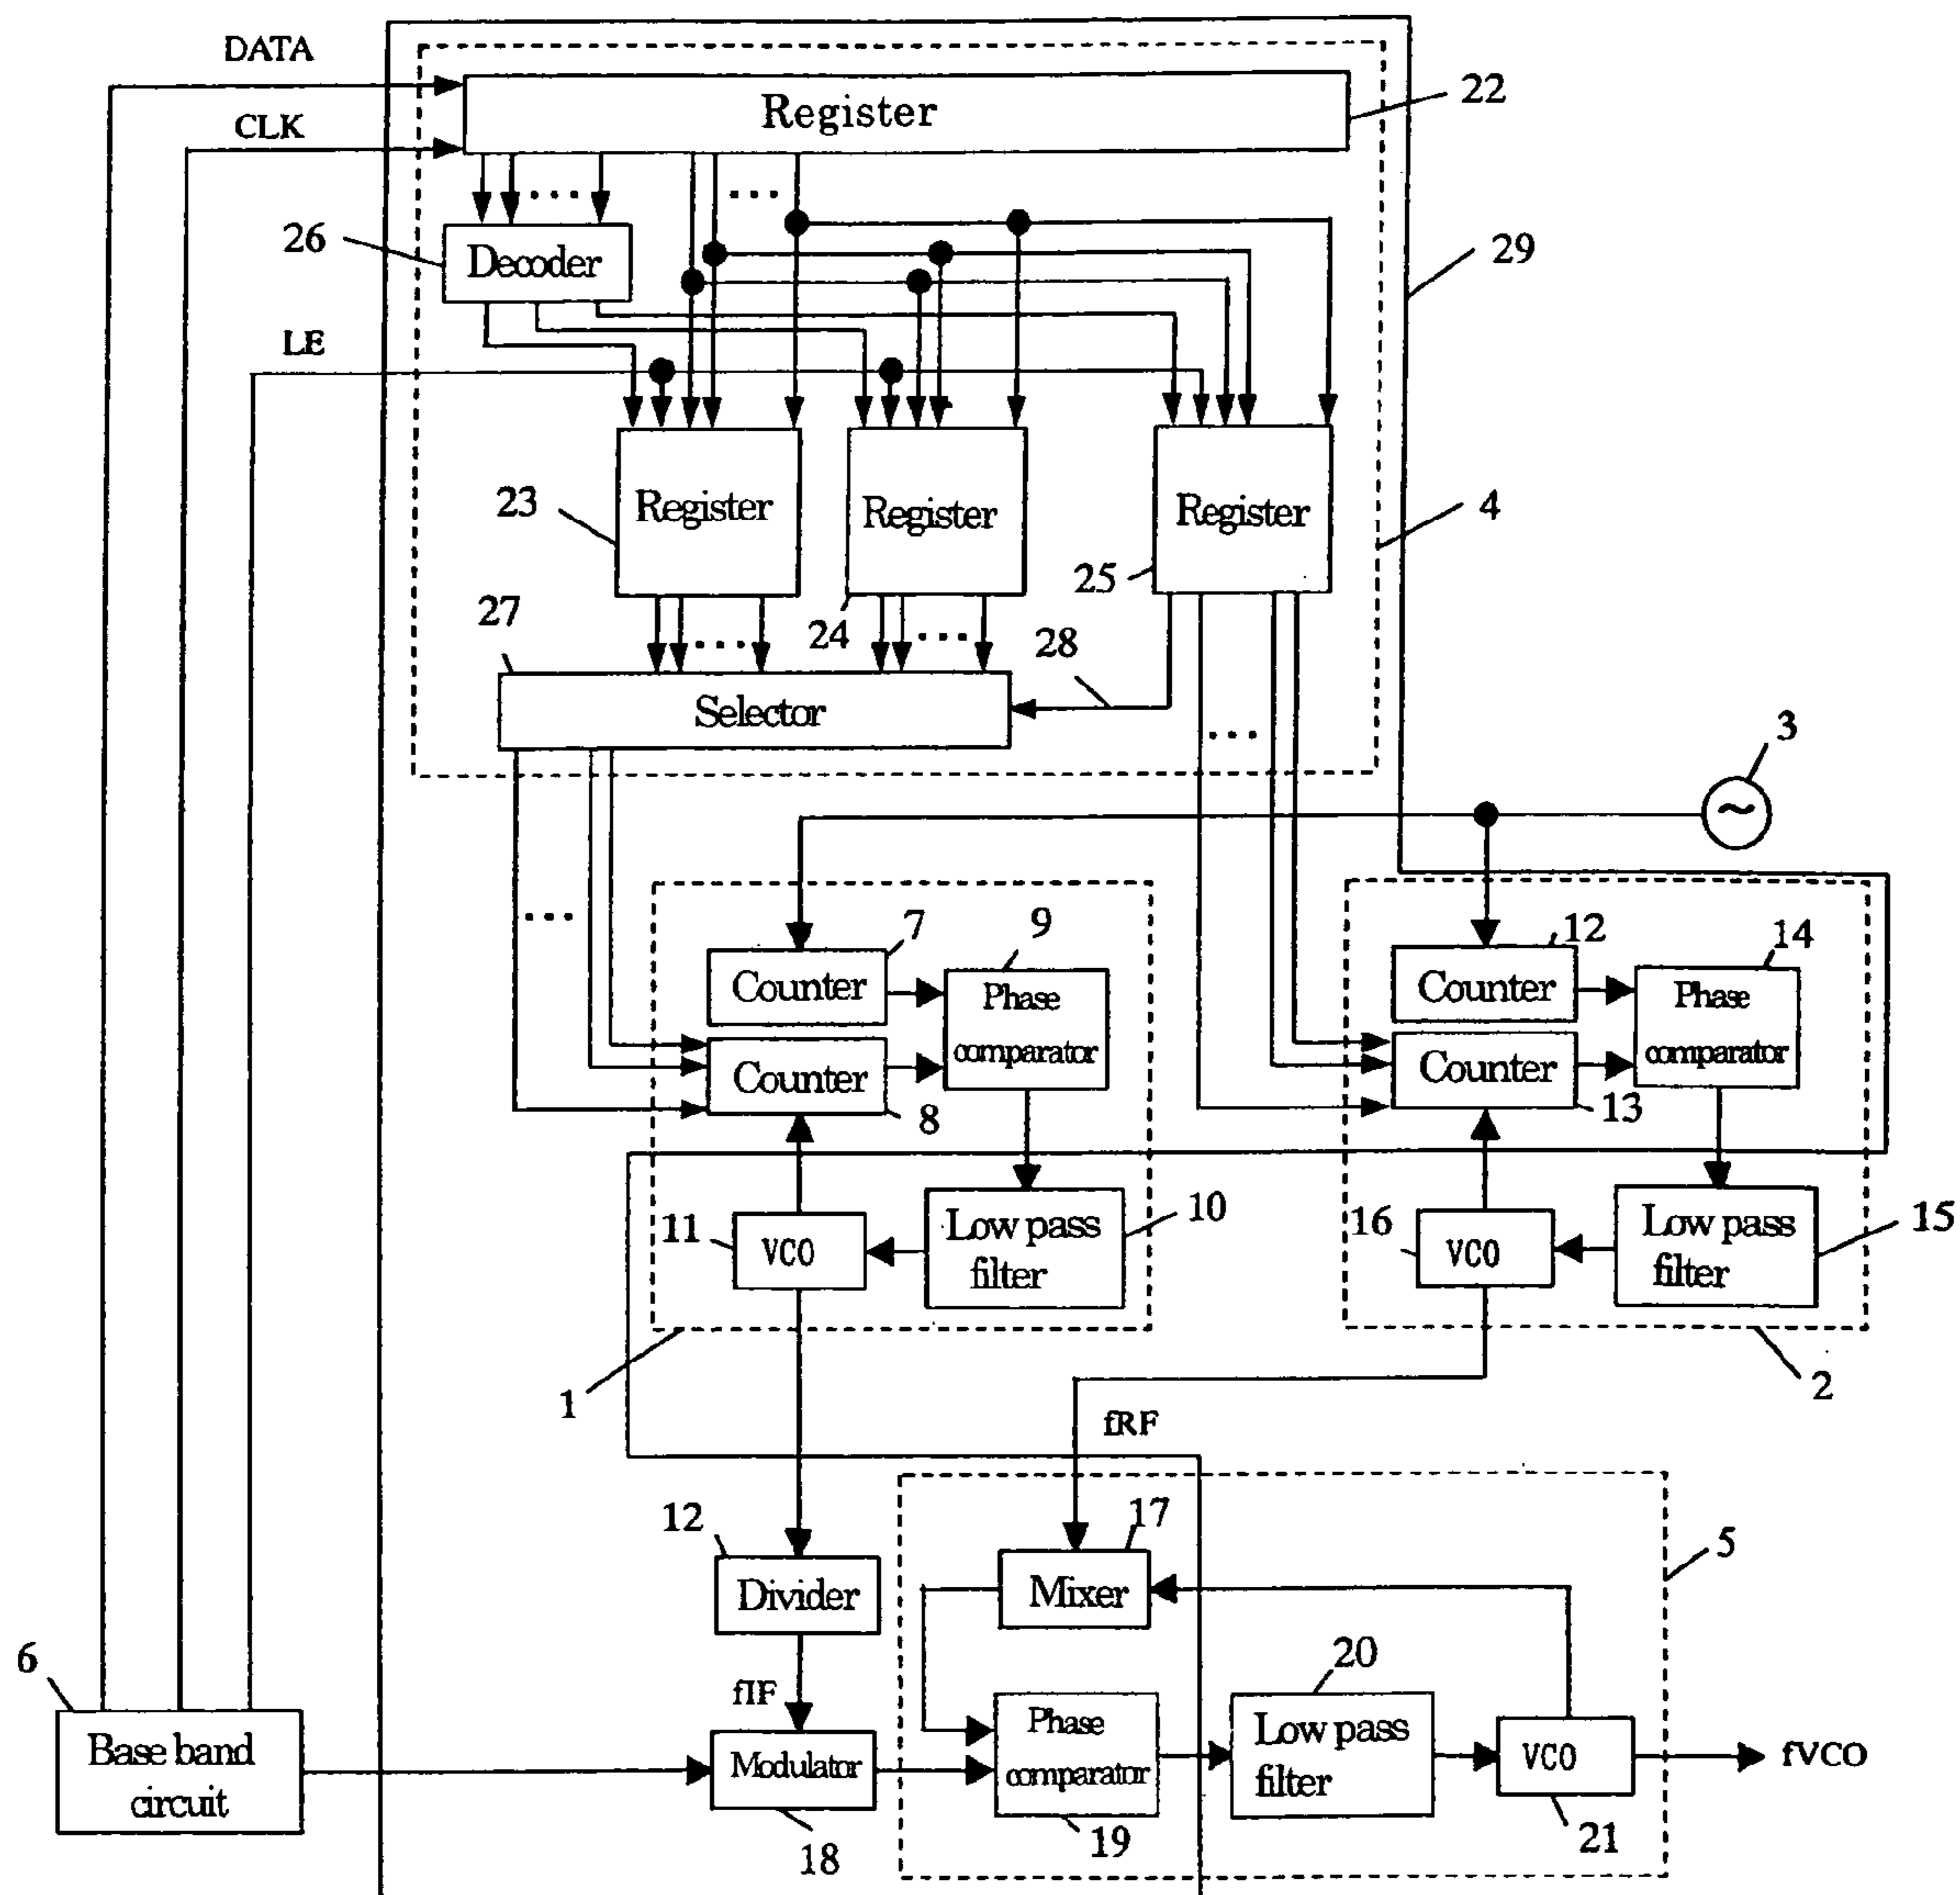 DATA
Register
22
CLK
26
Decoder
29
LE
23
Register
Register
Register
4
25
24
27
28
Selector
3
7
9
12
14
Counter
Phase
comparator
Counter
Phase
comparator
Counter
8
Counter
13
11
VCO
Low pass
filter
10
16
VCO
Low pass
filter
15
1
2
fRF
12
17
5
Divider
Mixer
6
fIF
20
Base band
circuit
Modulator
Phase
comparator
Low pass
filter
VCO
fVCO
18
19
21